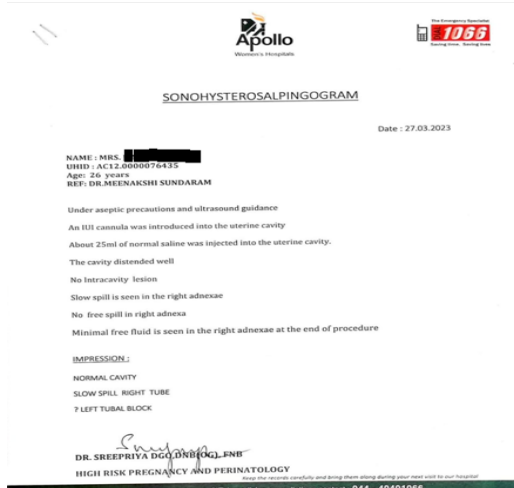 Apollo
Women's Hospitals
The Emergency Specialist
1066
Saving time. Saving lives.
SONOHYSTEROSALPINGOGRAM
Date : 27.03.2023
NAME : MRS.
UHID : AC12.0000076435
Age: 26 years
REF: DR.MEENAKSHI SUNDARAM
Under aseptic precautions and ultrasound guidance
An IUI cannula was introduced into the uterine cavity
About 25ml of normal saline was injected into the uterine cavity.
The cavity distended well
No Intracavity lesion
Slow spill is seen in the right adnexae
No free spill in right adnexa
Minimal free fluid is seen in the right adnexae at the end of procedure
IMPRESSION :
NORMAL CAVITY
SLOW SPILL RIGHT TUBE
? LEFT TUBAL BLOCK
DR. SREEPRIYA DGO,DNB(OG), FNB
HIGH RISK PREGNANCY AND PERINATOLOGY
Keep the records carefully and bring them along during your next visit to our hospital